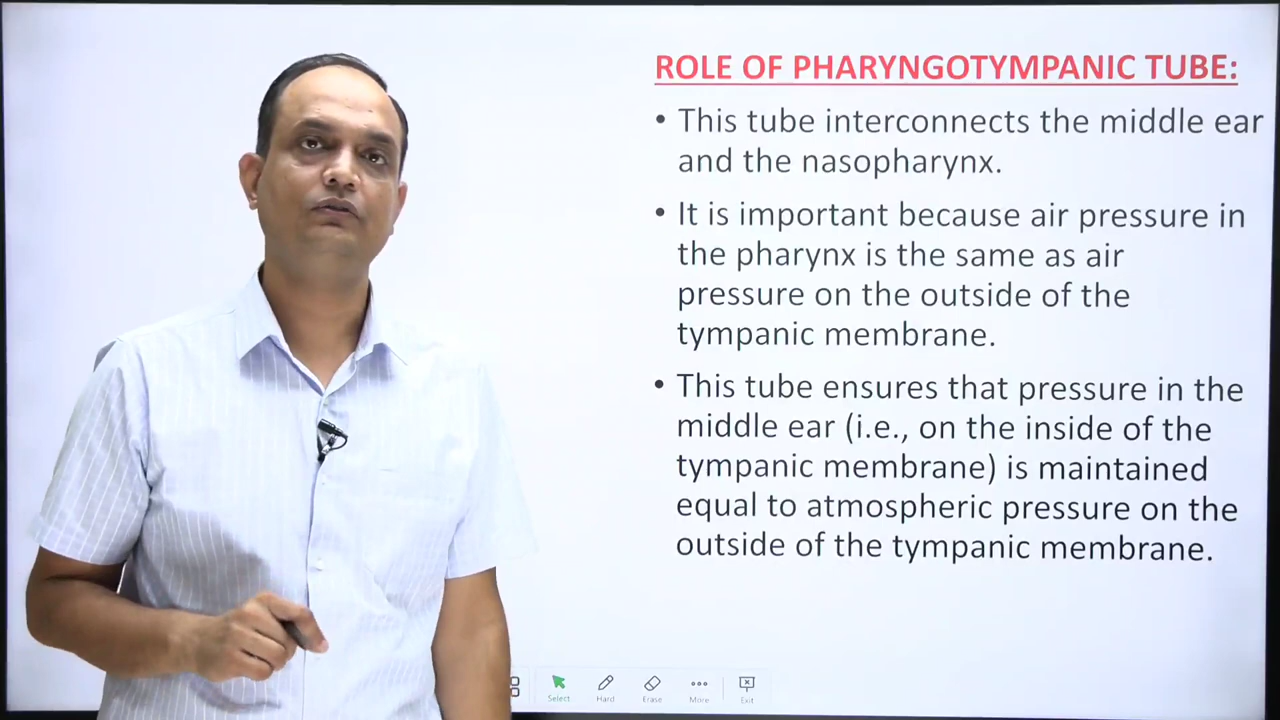 ROLE OF PHARYNGOTYMPANIC TUBE:
• This tube interconnects the middle ear
and the nasopharynx.
• It is important because air pressure in
the pharynx is the same as air
pressure on the outside of the
tympanic membrane.
• This tube ensures that pressure in the
middle ear (i.e., on the inside of the
tympanic membrane) is maintained
equal to atmospheric pressure on the
outside of the tympanic membrane.
Select Hard Erase More Exit